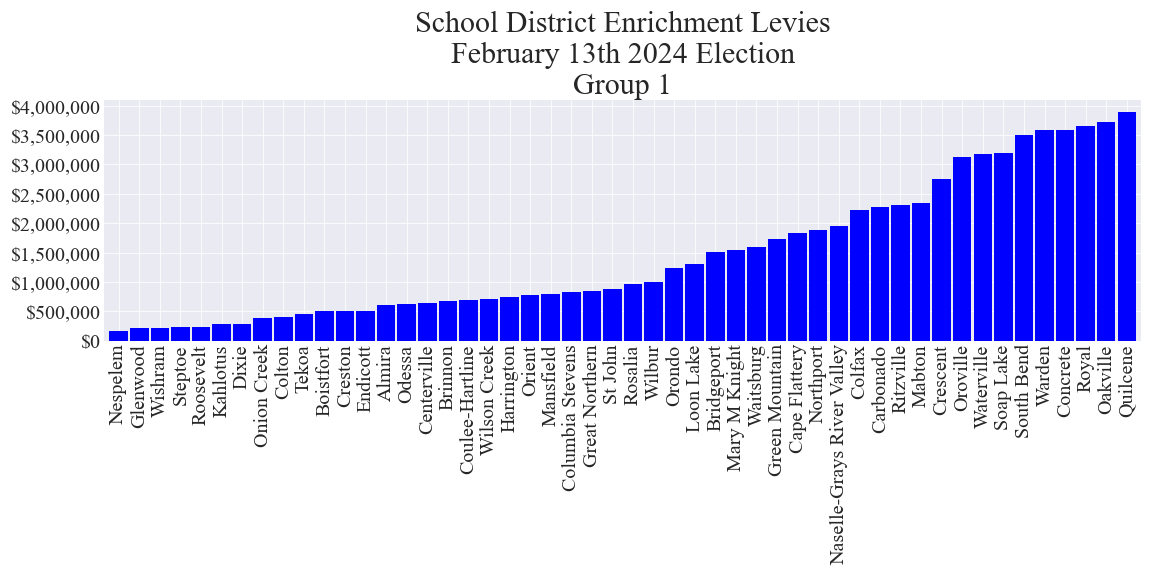 School District Enrichment Levies
February 13th 2024 Election
Group 1
$4,000,000
$3,500,000
$3,000,000
$2,500,000
$2,000,000
$1,500,000
$1,000,000
$500,000
$0
Nespelem
Glenwood
Wishram
Steptoe
Roosevelt
Kahlotus
Dixie
Onion Creek
Colton
Tekoa
Boistfort
Creston
Endicott
Almira
Odessa
Centerville
Brinnon
Coulee-Hartline
Wilson Creek
Harrington
Orient
Mansfield
Columbia Stevens
Great Northern
St John
Rosalia
Wilbur
Orondo
Loon Lake
Bridgeport
Mary M Knight
Waitsburg
Green Mountain
Cape Flattery
Northport
Naselle-Grays River Valley
Colfax
Carbonado
Ritzville
Mabton
Crescent
Oroville
Waterville
Soap Lake
South Bend
Warden
Concrete
Royal
Oakville
Quilcene